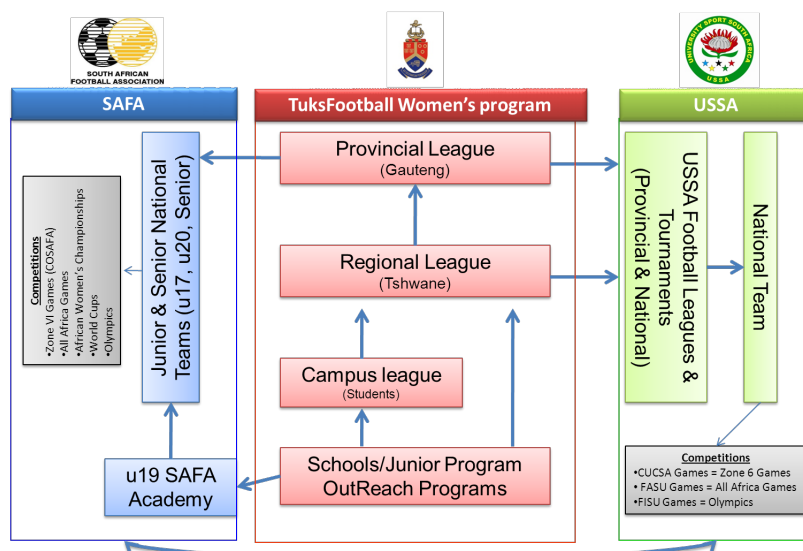 SOUTH AFRICAN
FOOTBALL ASSOCIATION
UNIVERSITY SPORT SOUTH AFRICA
USSA
SAFA
TuksFootball Women's program
USSA
Junior & Senior National
Teams (u17, u20, Senior)
Competitions
•Zone VI Games (COSAFA)
•All Africa Games
•African Women's Championships
•World Cups
•Olympics
u19 SAFA
Academy
Provincial League
(Gauteng)
Regional League
(Tshwane)
Campus league
(Students)
Schools/Junior Program
OutReach Programs
USSA Football Leagues &
Tournaments
(Provincial & National)
National Team
Competitions
•CUCSA Games = Zone 6 Games
• FASU Games = All Africa Games
•FISU Games = Olympics